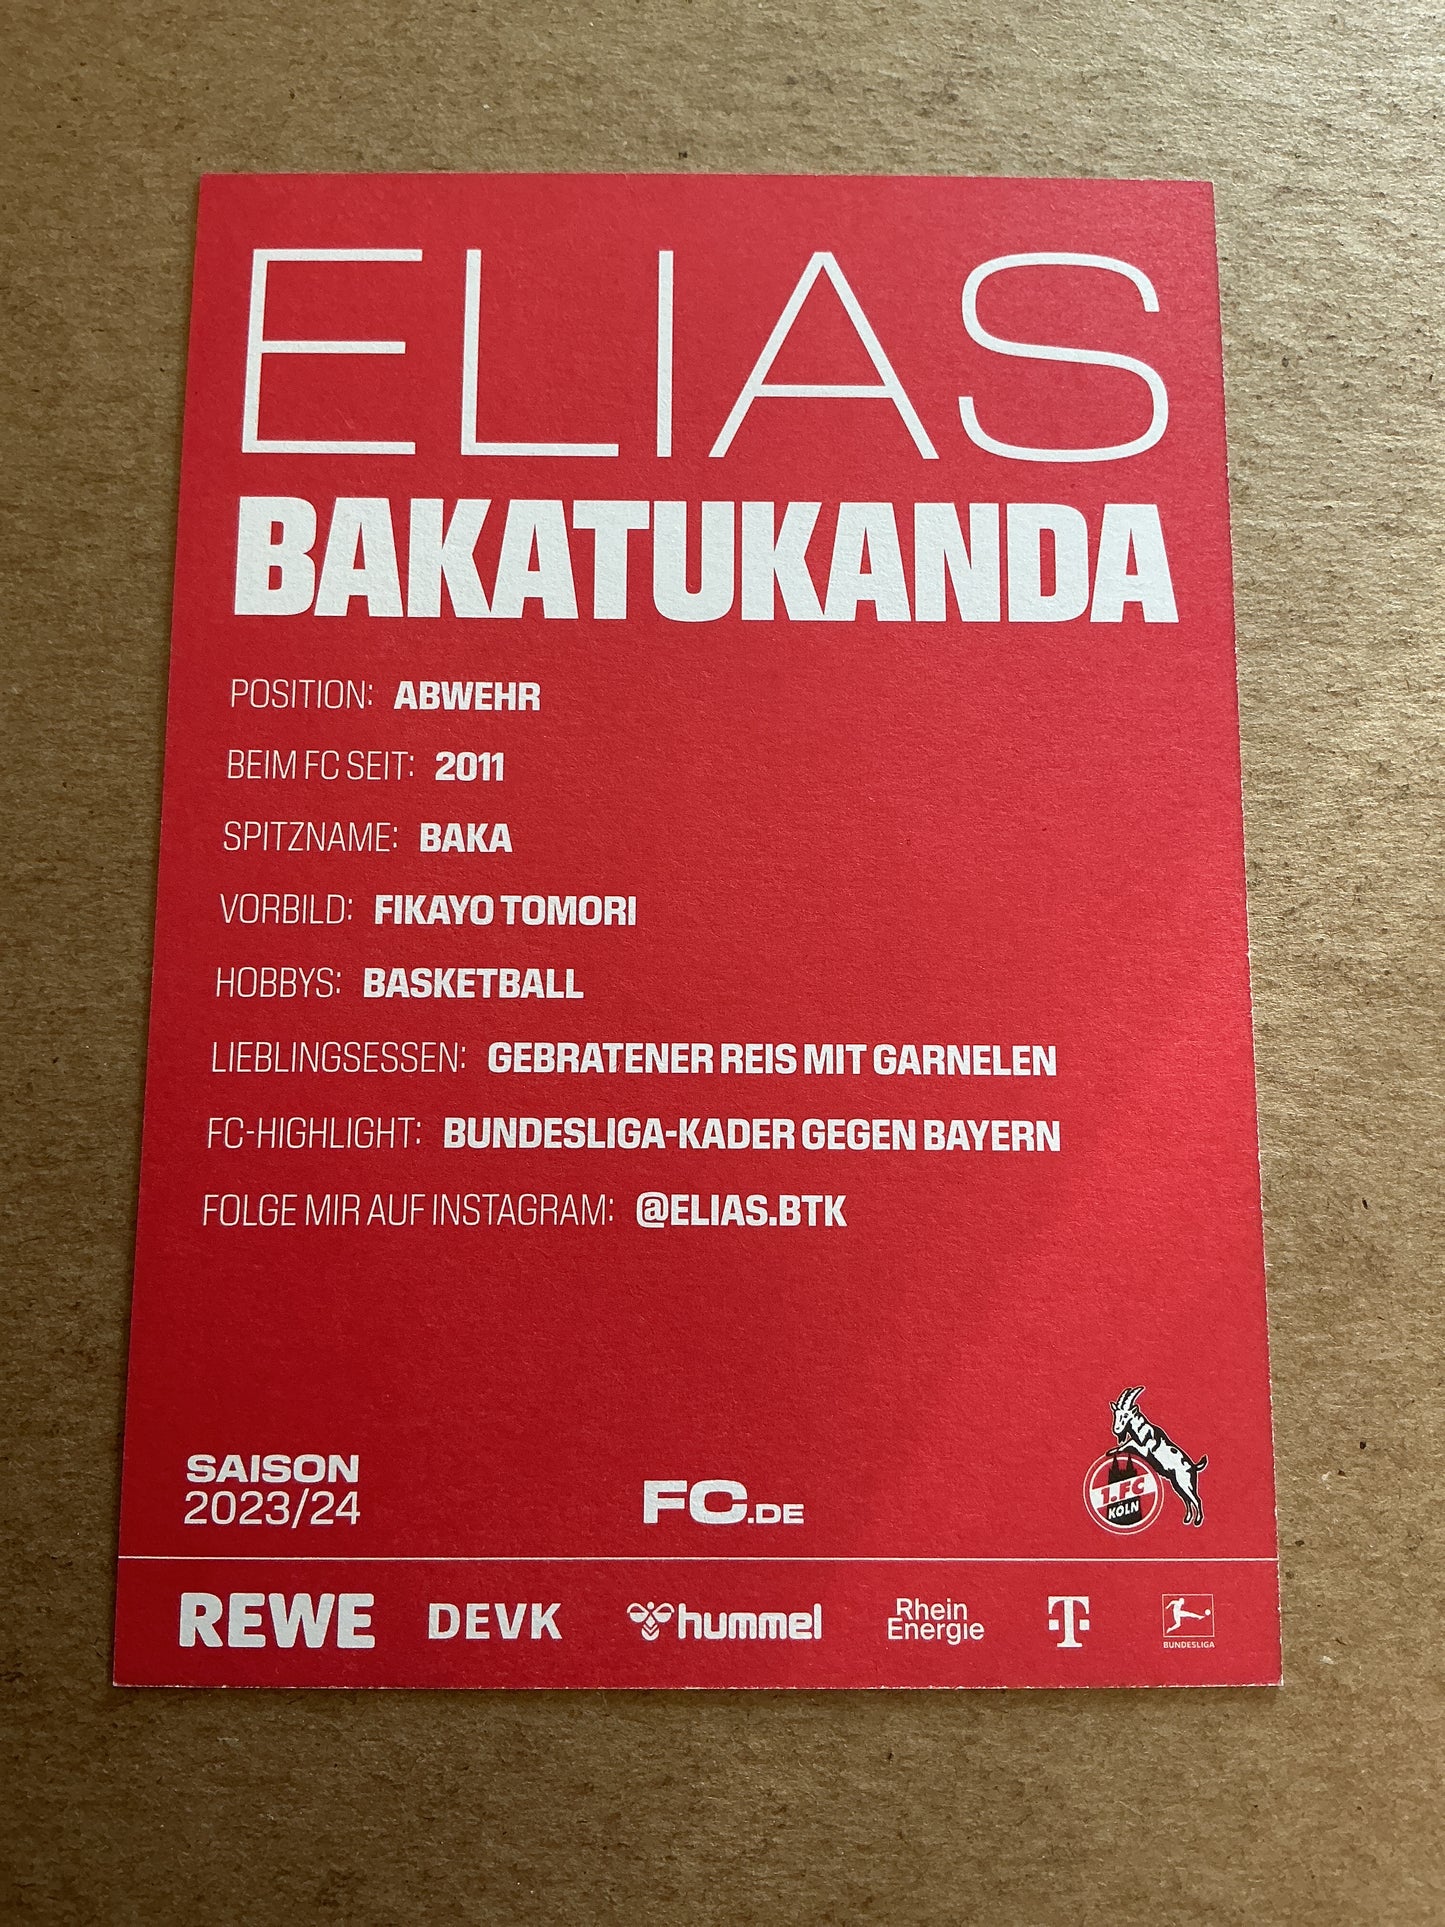 ELIAS
BAKATUKANDA
POSITION: ABWEHR
BEIM FC SEIT: 2011
SPITZNAME: BAKA
VORBILD: FIKAYO TOMORI
HOBBYS: BASKETBALL
LIEBLINGSESSEN: GEBRATENER REIS MIT GARNELEN
FC-HIGHLIGHT: BUNDESLIGA-KADER GEGEN BAYERN
FOLGE MIR AUF INSTAGRAM: @ELIAS.BTK
SAISON
2023/24
FC.DE
1.FC
KÖLN
REWE
DEVK
hummel
Rhein
Energie
T
BUNDESLIGA